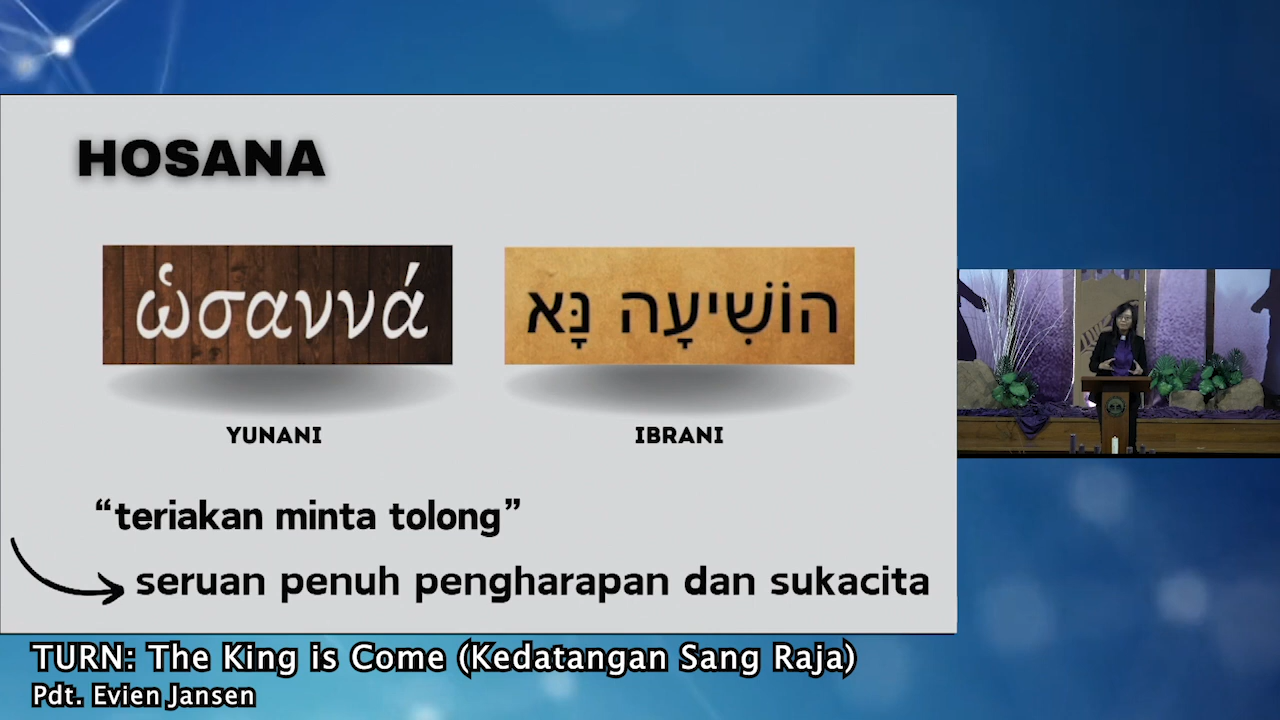 HOSANA
ὡσαννά
הוֹשִׁיעָה נָּא
YUNANI
IBRANI
“teriakan minta tolong”
seruan penuh pengharapan dan sukacita
TURN: The King is Come (Kedatangan Sang Raja)
Pdt. Evien Jansen